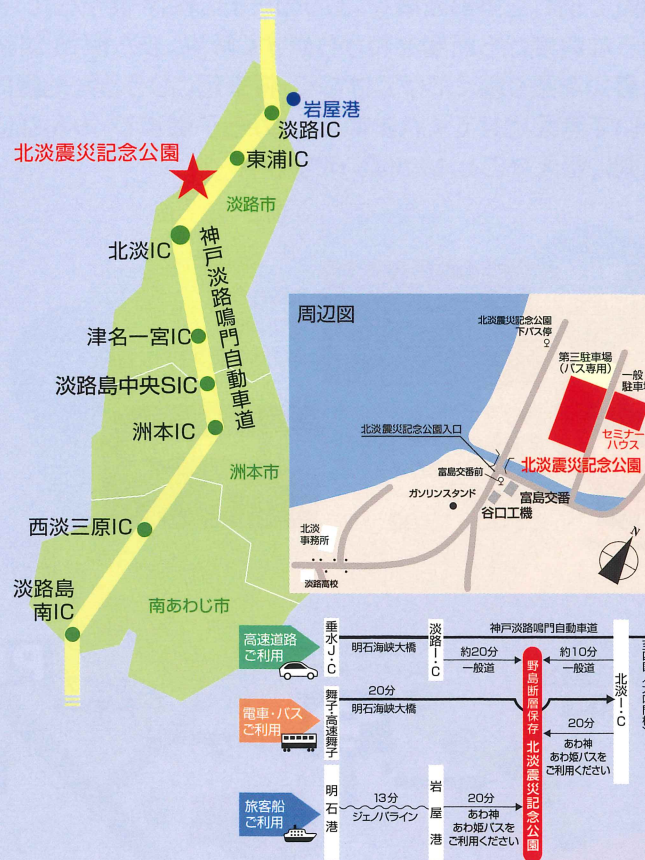 岩屋港
淡路IC
北淡震災記念公園
東浦IC
淡路市
北淡IC
神戸淡路鳴門自動車道
津名一宮IC
淡路島中央SIC
洲本IC
洲本市
西淡三原IC
淡路島
南IC
南あわじ市
周辺図
北淡震災記念公園
下バス停
第三駐車場
(バス専用)
一般
セミナー
ハウス
北淡震災記念公園入口
北淡震災記念公園
富島交番前
富島交番
谷口工機
ガソリンスタンド
北淡
事務所
淡路高校
N
高速道路
ご利用
垂水J・C
明石海峡大橋
淡路I・C
神戸淡路鳴門自動車道
約20分
一般道
約10分
一般道
北淡I・C
野島断層保存 北淡震災記念公園
電車・バス
ご利用
舞子・高速舞子
20分
明石海峡大橋
20分
あわ神
あわ姫バスを
ご利用ください
旅客船
ご利用
明石港
13分
ジェノバライン
岩屋港
20分
あわ神
あわ姫バスを
ご利用ください